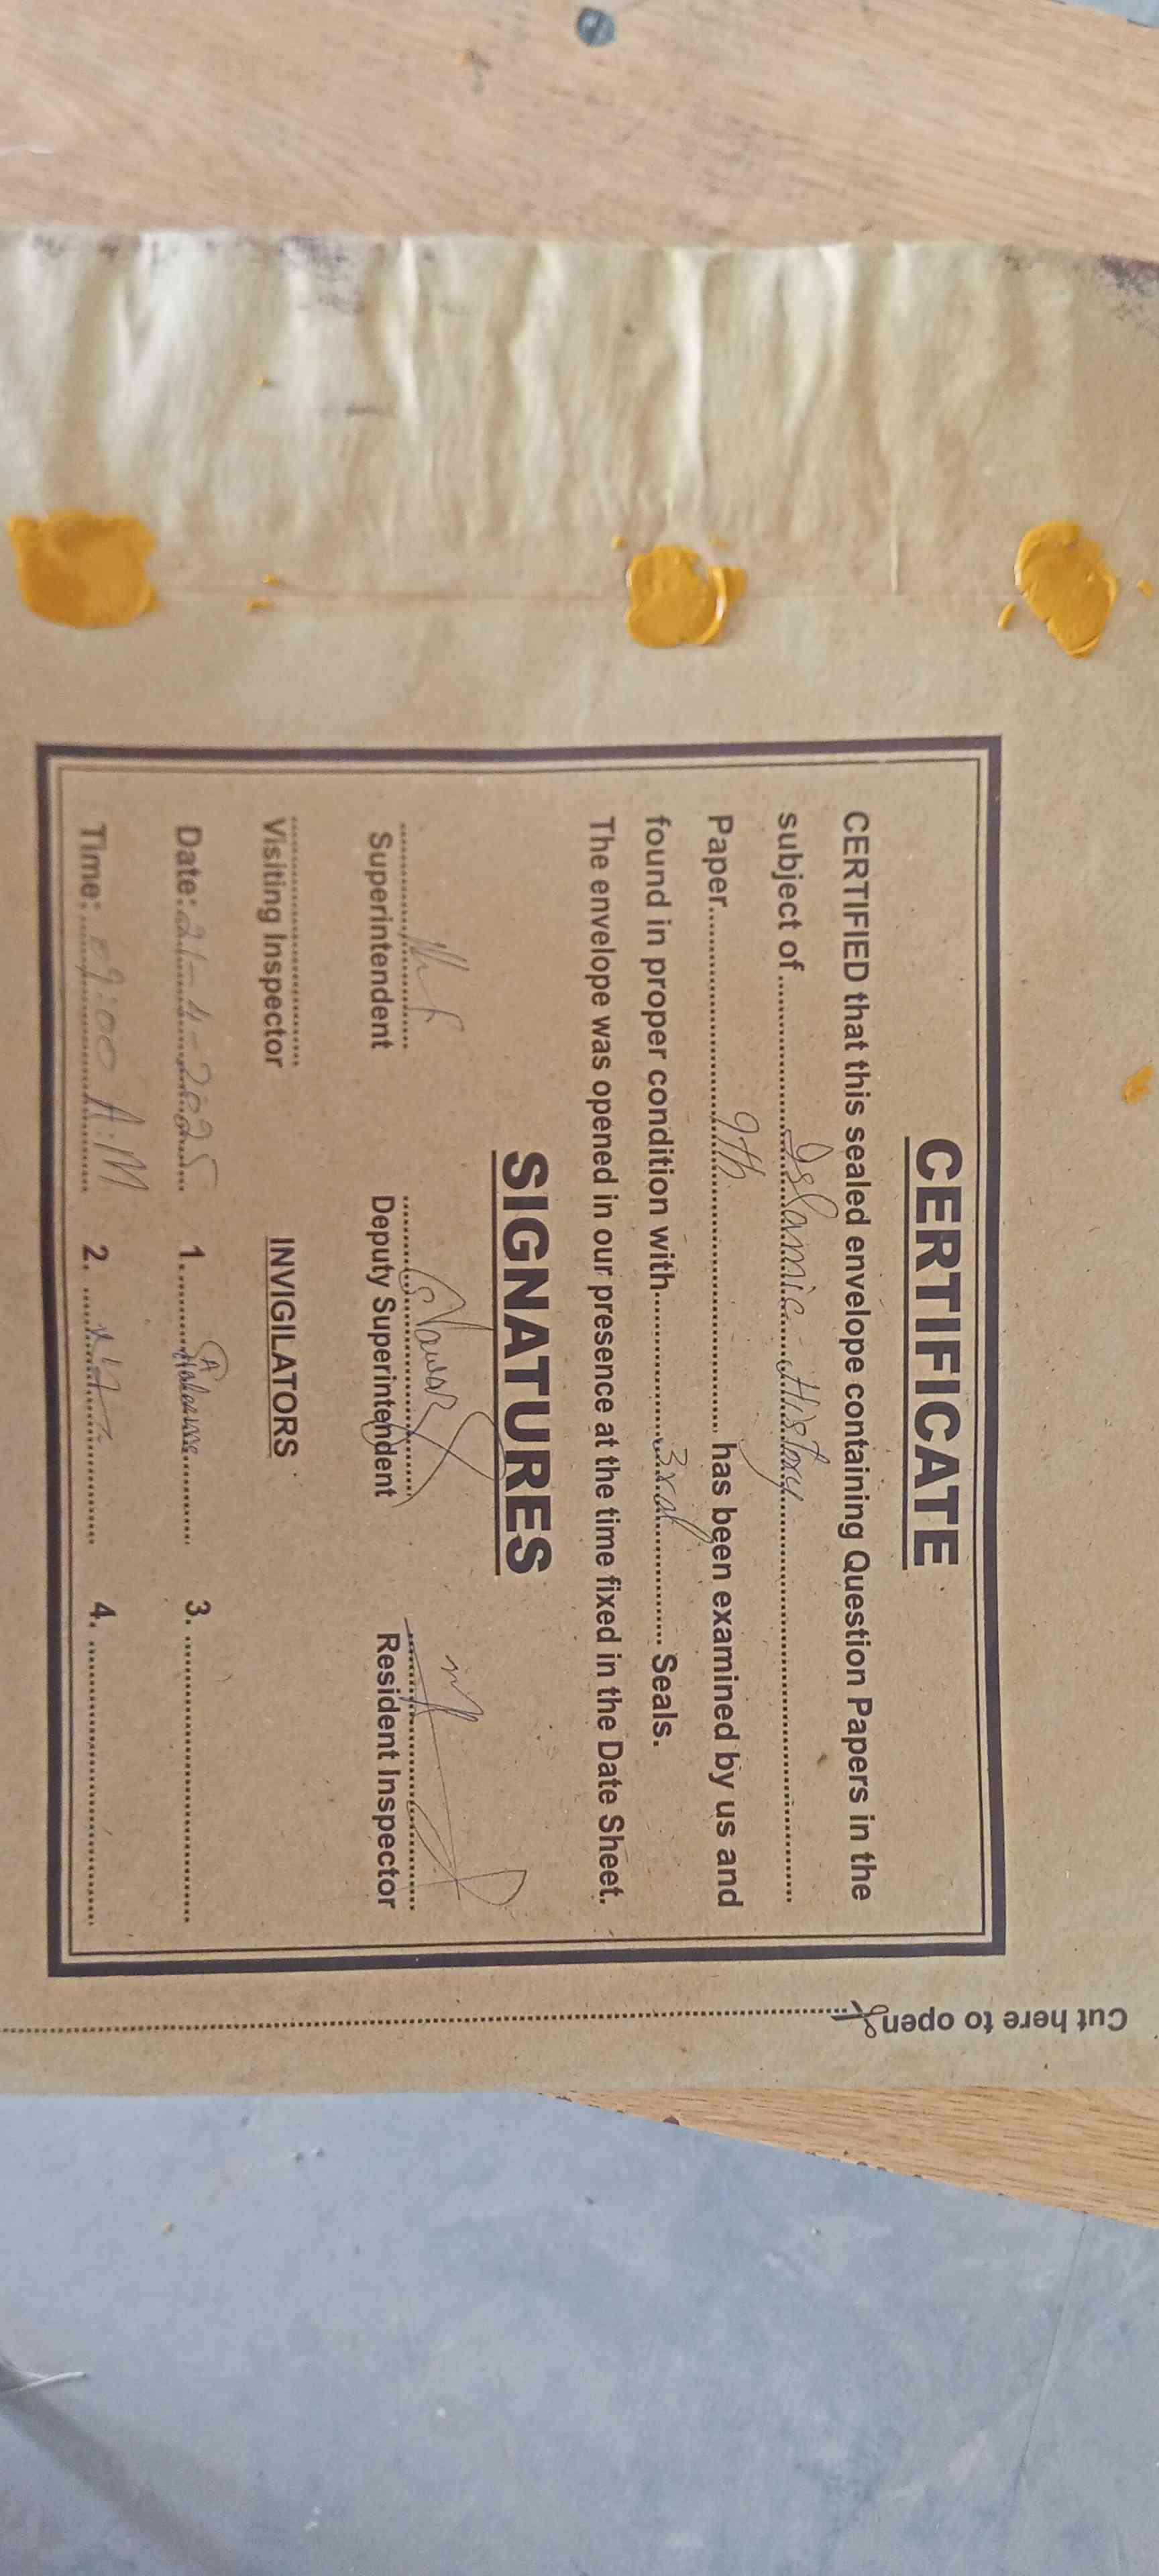 CERTIFICATE
CERTIFIED that this sealed envelope containing Question Papers in the
subject of ........ Islamic History ........
Paper ........ 9th ........ has been examined by us and
found in proper condition with ........ Seals.
The envelope was opened in our presence at the time fixed in the Date Sheet.
SIGNATURES
Nawaz
Superintendent Deputy Superintendent Resident Inspector
Visiting Inspector INVIGILATORS
Date: 21-4-2025 1. ........ 3. ........
Time: 09:00 A.M 2. ........ 4. ........
Cut here to open